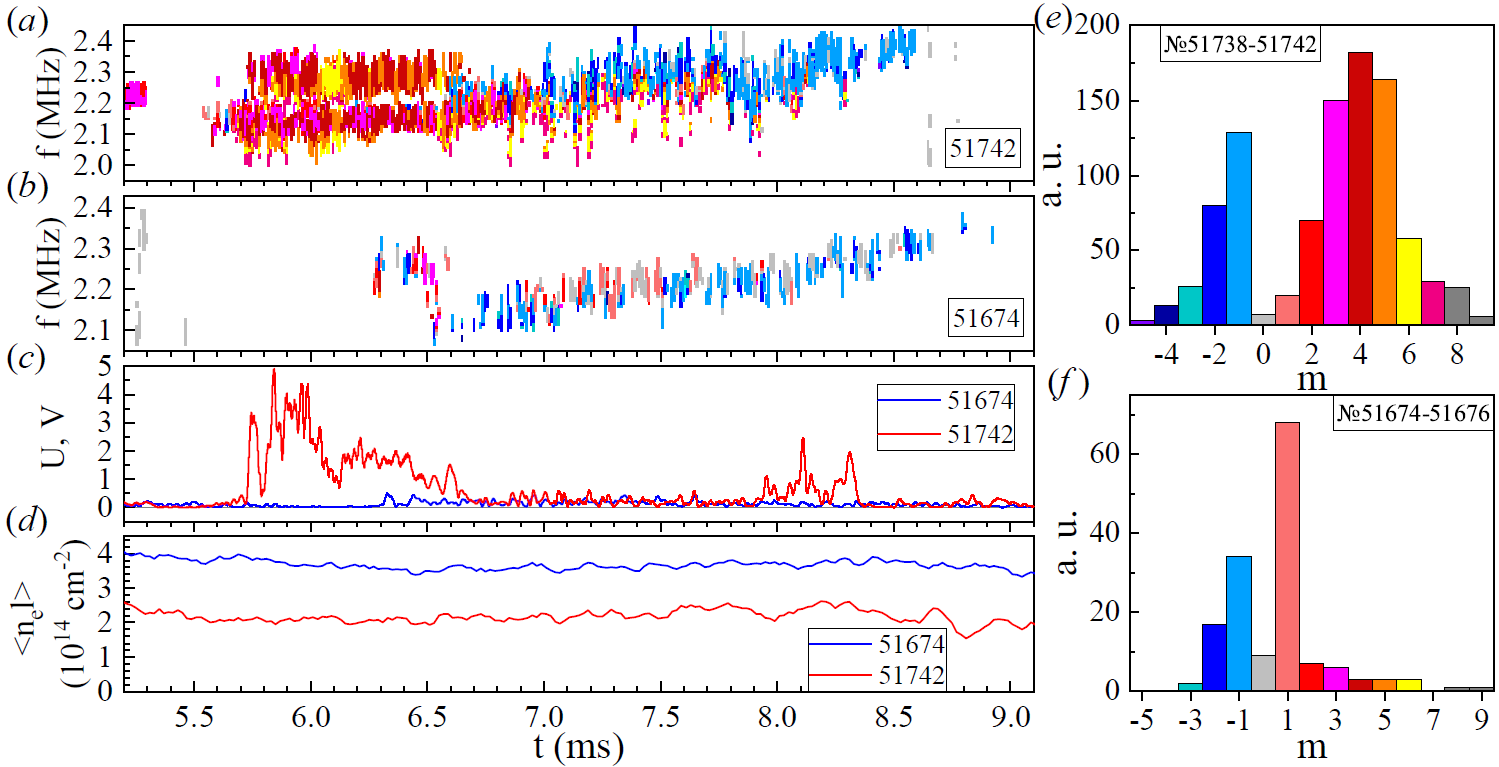 (a)
f (MHz)
2.4
2.3
2.2
2.1
2.0
51742
(b)
f (MHz)
2.4
2.3
2.2
2.1
51674
(c)
U, V
5
4
3
2
1
0
51674
51742
(d)
<nel>
(10^14 cm^-2)
4
3
2
1
0
51674
51742
5.5 6.0 6.5 7.0 7.5 8.0 8.5 9.0
t (ms)
(e)
a. u.
200
150
100
50
0
№51738-51742
-4 -2 0 2 4 6 8
m
(f)
a. u.
60
40
20
0
№51674-51676
-5 -3 -1 1 3 5 7 9
m